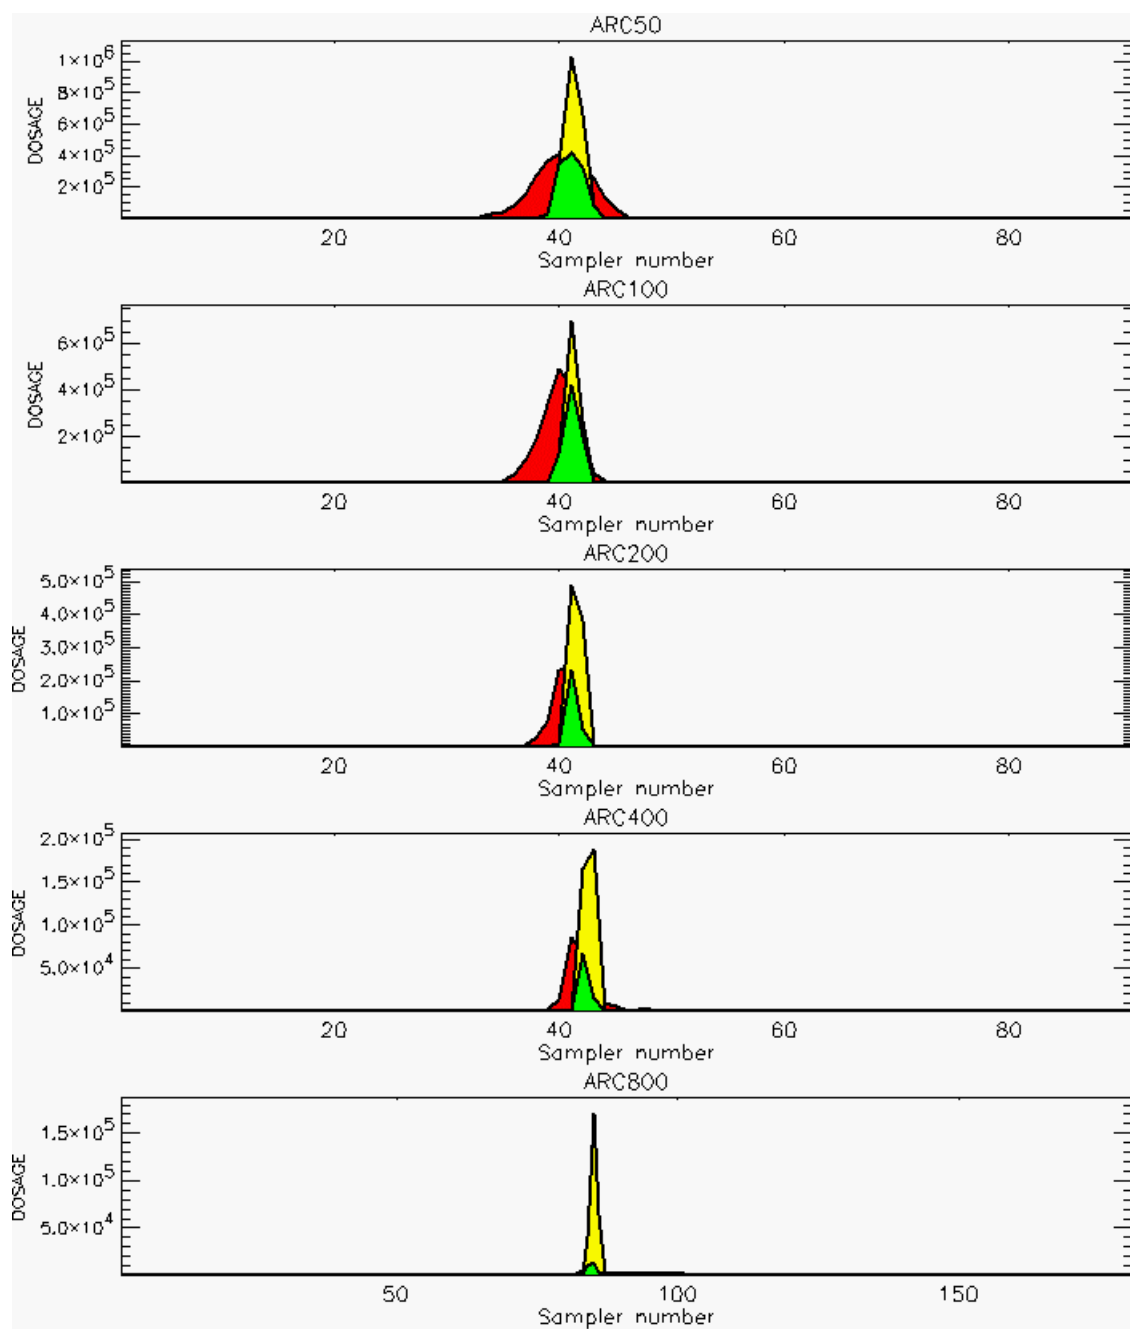 ARC50
DOSAGE
1×10⁶
8×10⁵
6×10⁵
4×10⁵
2×10⁵
20 40 60 80
Sampler number
ARC100
DOSAGE
6×10⁵
4×10⁵
2×10⁵
20 40 60 80
Sampler number
ARC200
DOSAGE
5.0×10⁵
4.0×10⁵
3.0×10⁵
2.0×10⁵
1.0×10⁵
20 40 60 80
Sampler number
ARC400
DOSAGE
2.0×10⁵
1.5×10⁵
1.0×10⁵
5.0×10⁴
20 40 60 80
Sampler number
ARC800
DOSAGE
1.5×10⁵
1.0×10⁵
5.0×10⁴
50 100 150
Sampler number